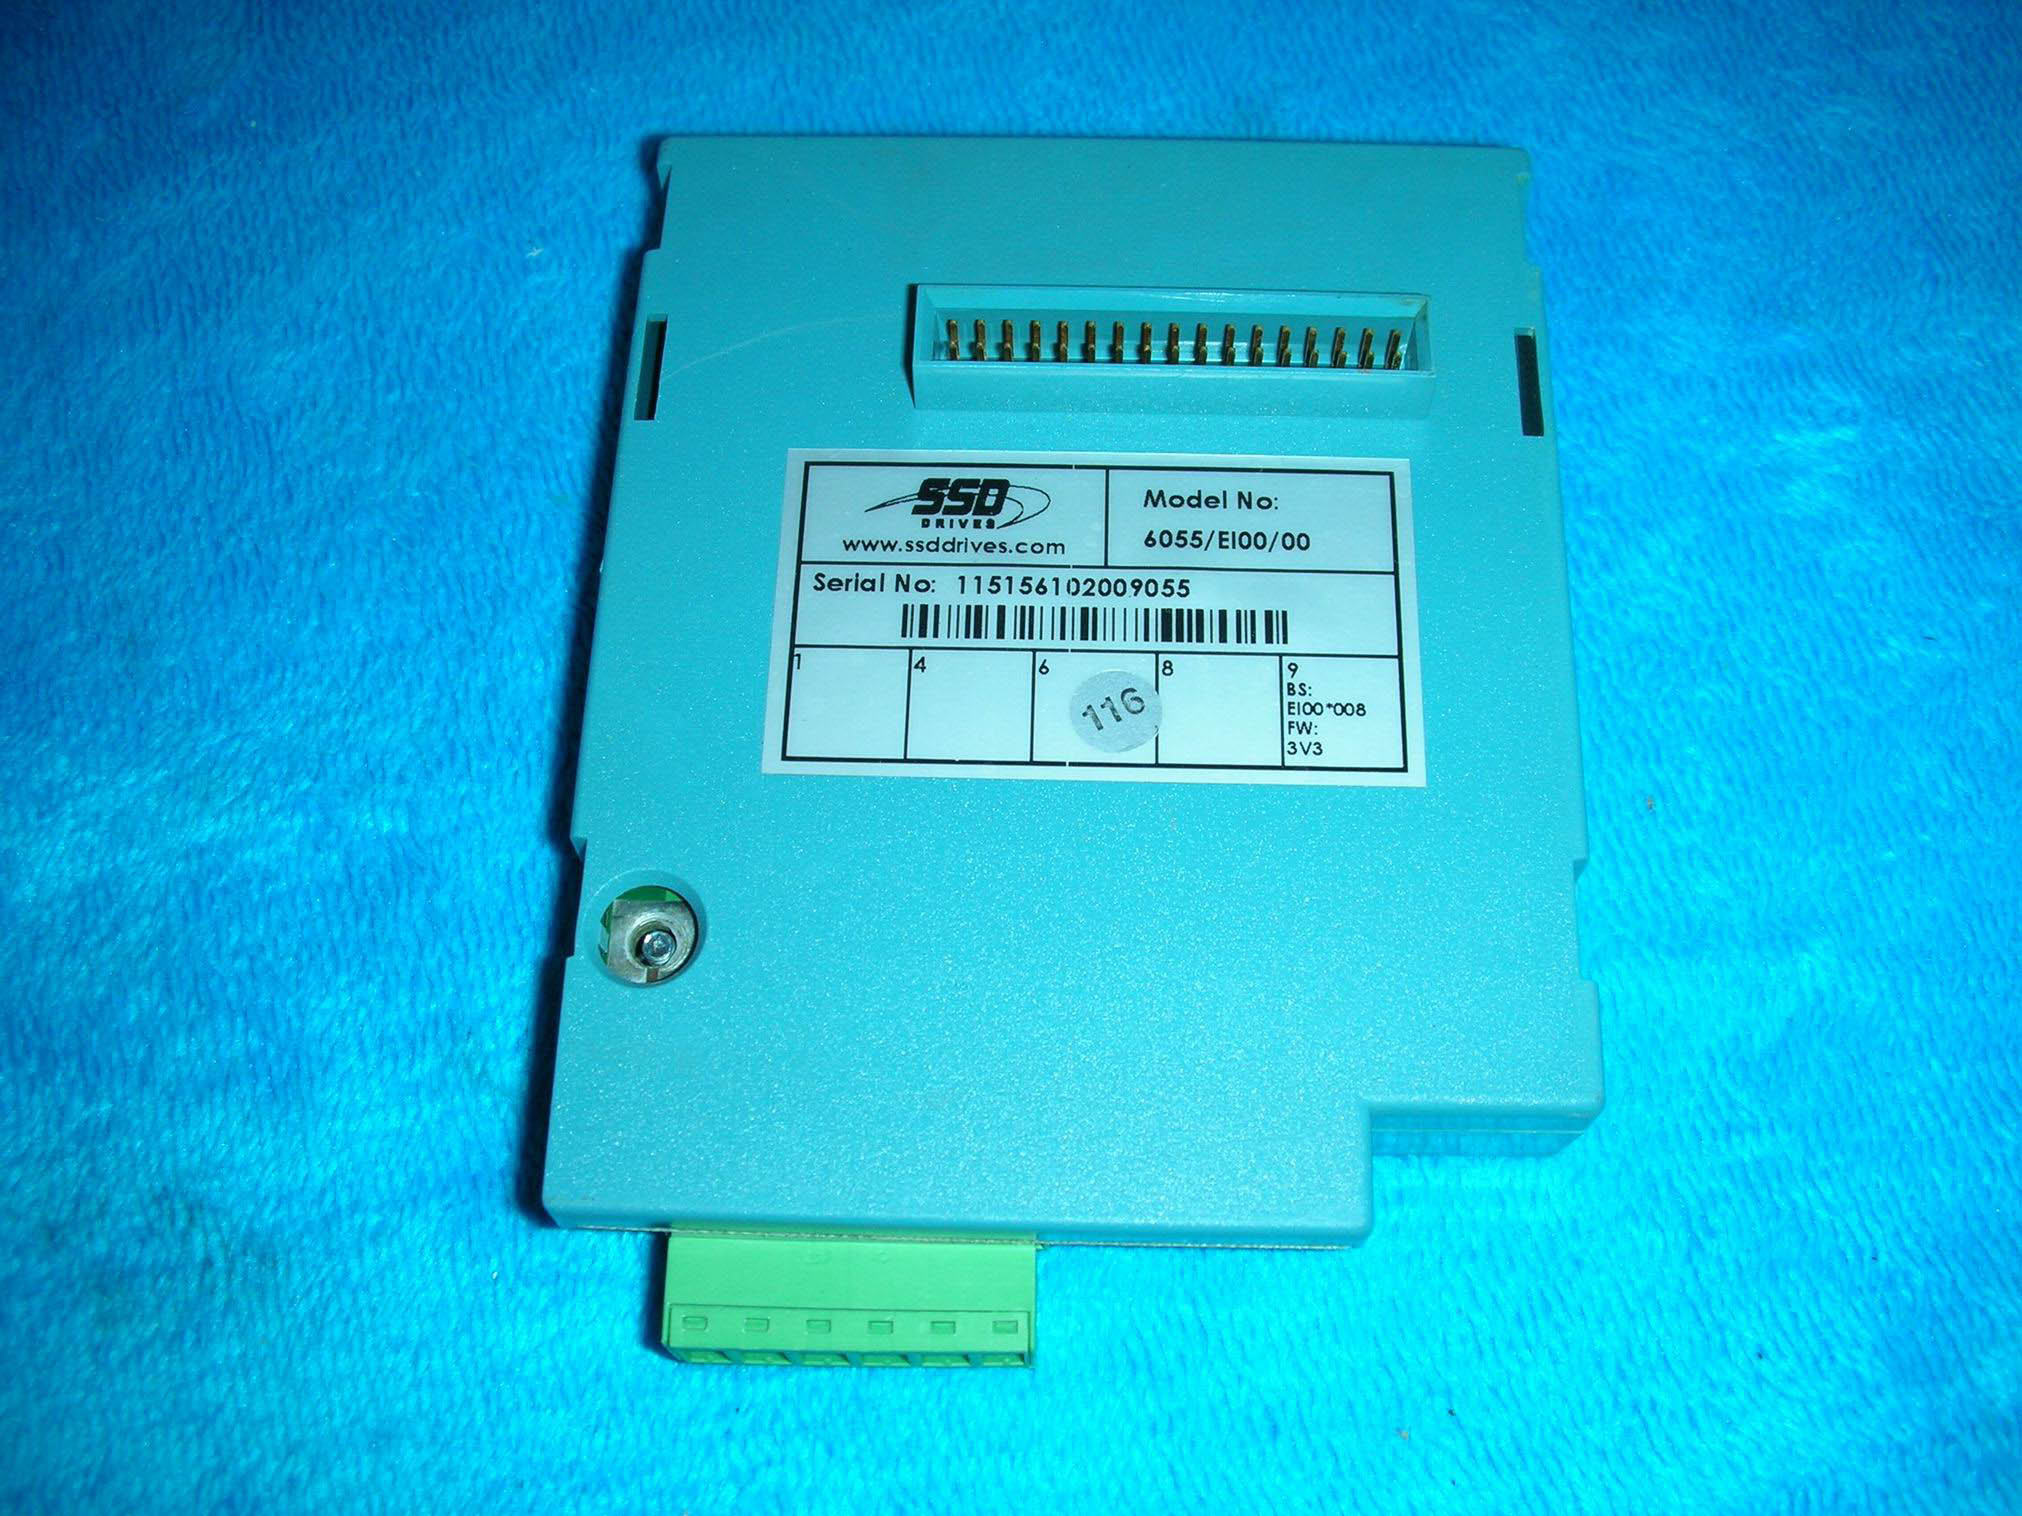 SSD
DRIVES
www.ssddrives.com
Model No:
6055/EI00/00
Serial No: 115156102009055
1
4
6
8
9
BS:
EI00*008
FW:
3V3
116